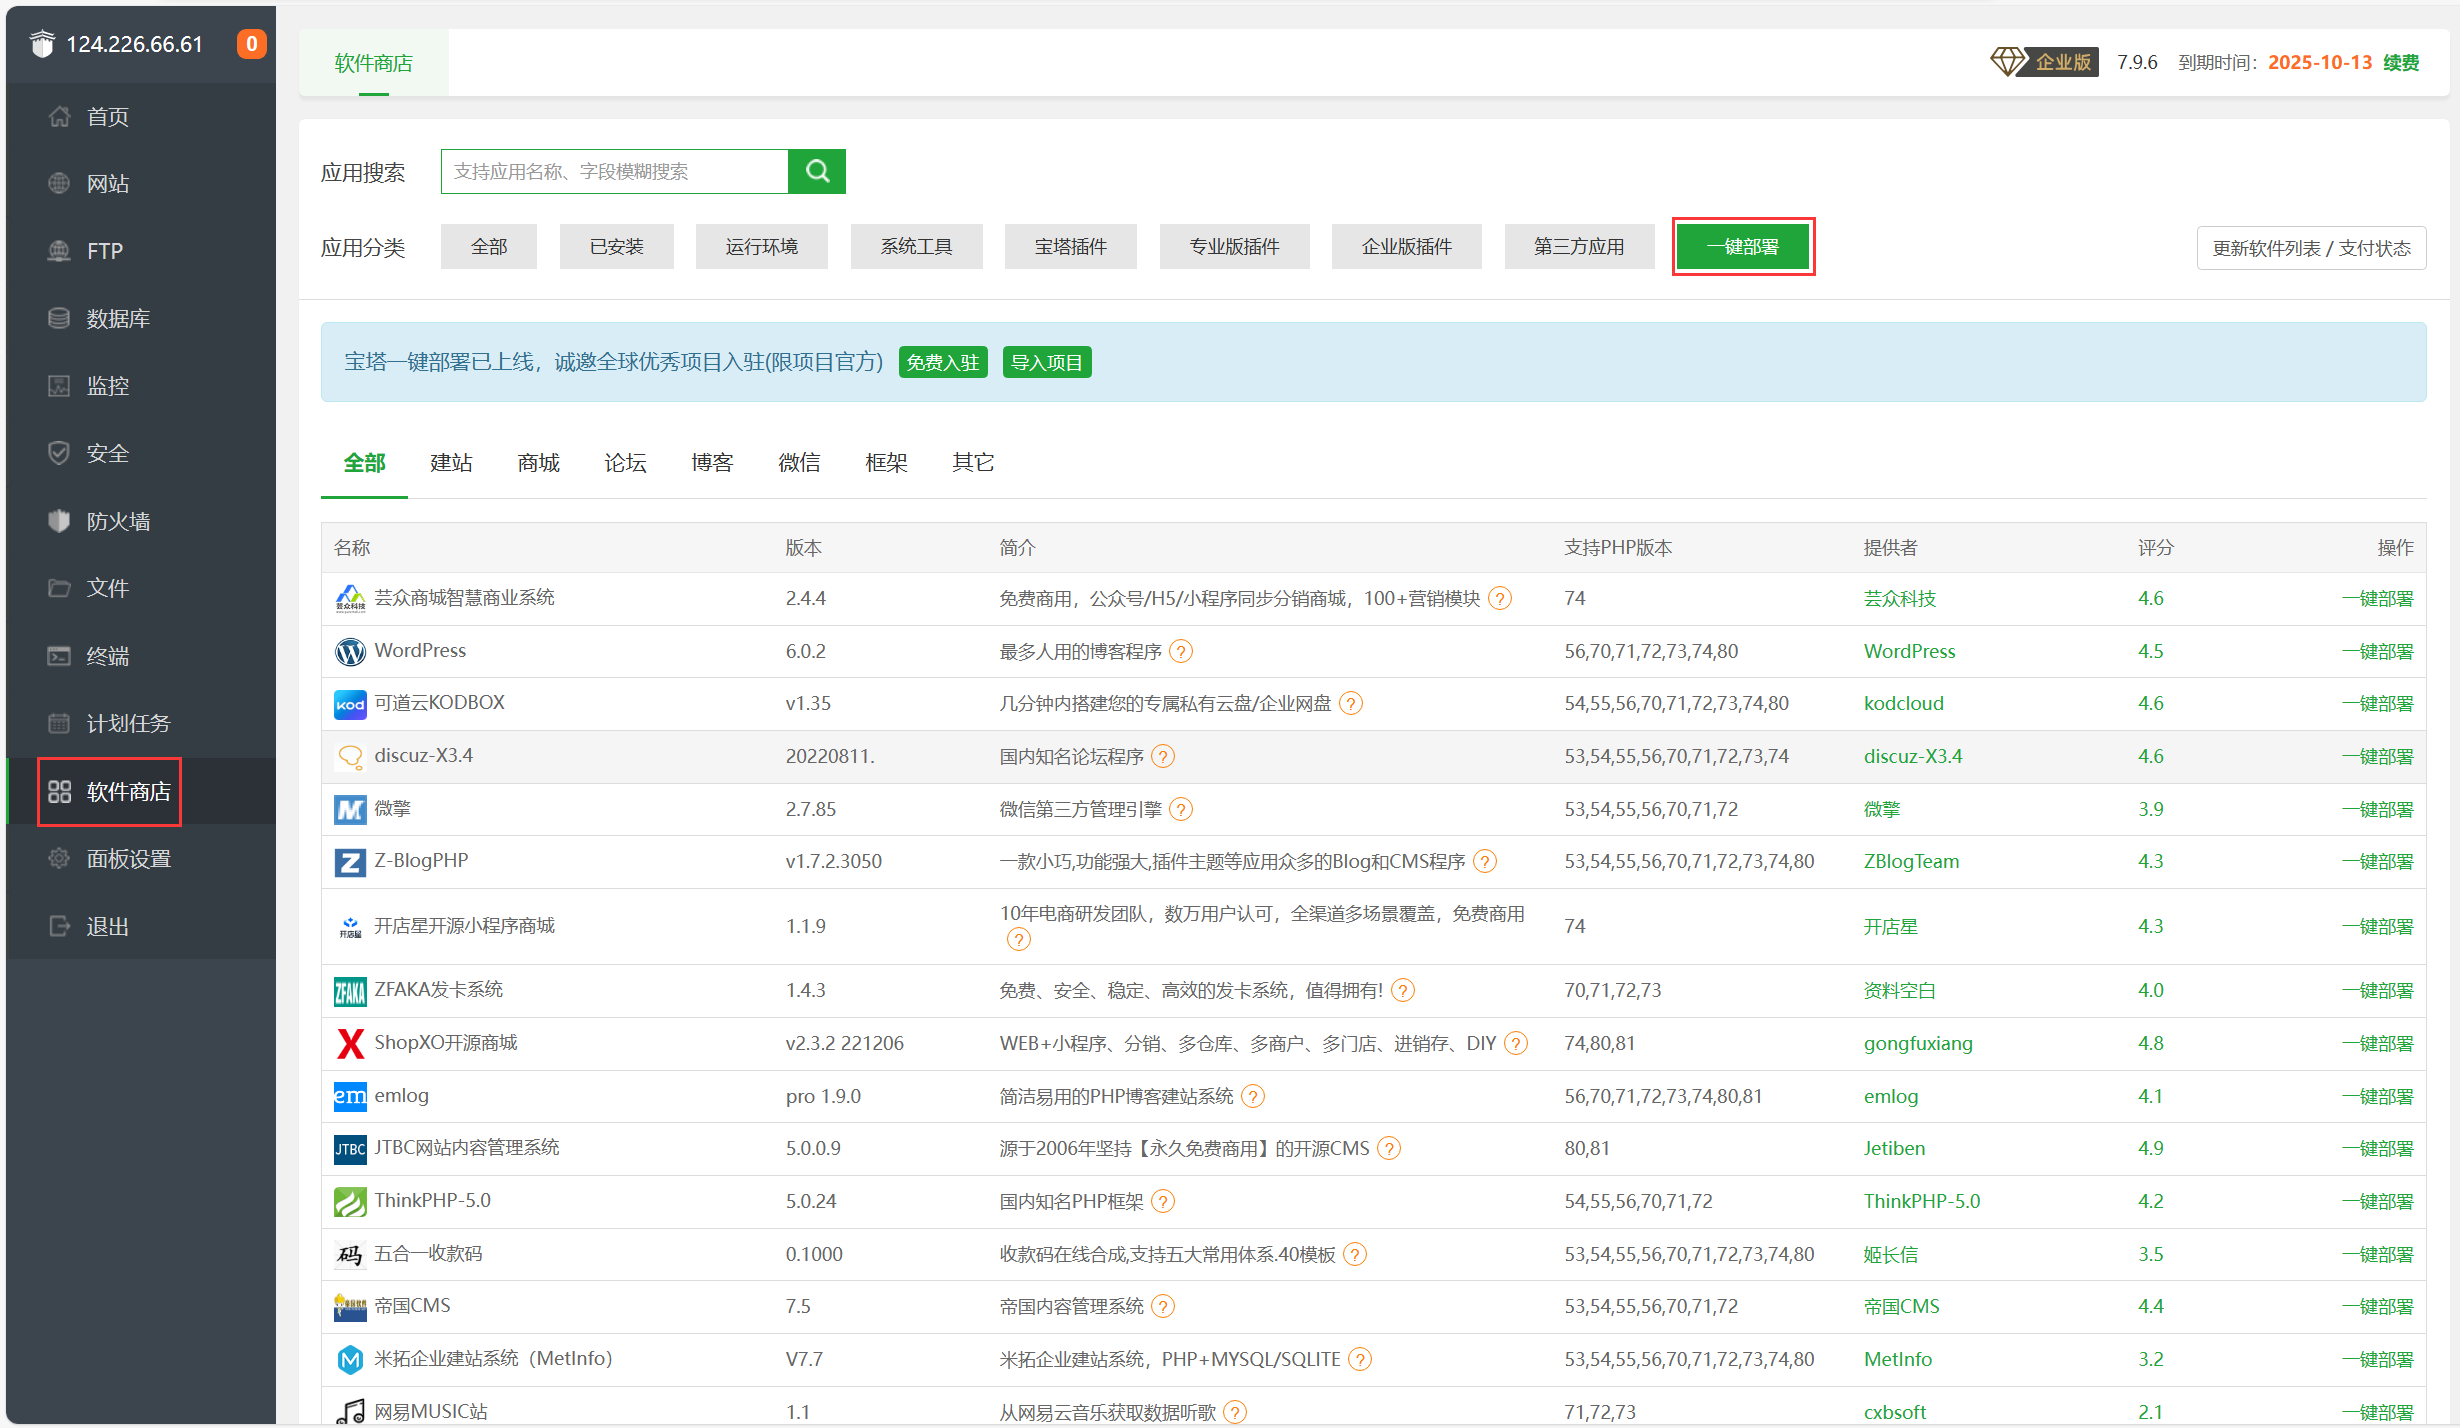 124.226.66.61 0
首页
网站
FTP
数据库
监控
安全
防火墙
文件
终端
计划任务
软件商店
面板设置
退出
软件商店
企业版 7.9.6 到期时间: 2025-10-13 续费
应用搜索 支持应用名称、字段模糊搜索
应用分类 全部 已安装 运行环境 系统工具 宝塔插件 专业版插件 企业版插件 第三方应用 一键部署 更新软件列表 / 支付状态
宝塔一键部署已上线，诚邀全球优秀项目入驻(限项目官方) 免费入驻 导入项目
全部 建站 商城 论坛 博客 微信 框架 其它
名称 版本 简介 支持PHP版本 提供者 评分 操作
芸众商城智慧商业系统 2.4.4 免费商用，公众号/H5/小程序同步分销商城，100+营销模块 ? 74 芸众科技 4.6 一键部署
WordPress 6.0.2 最多人用的博客程序 ? 56,70,71,72,73,74,80 WordPress 4.5 一键部署
kod 可道云KODBOX v1.35 几分钟内搭建您的专属私有云盘/企业网盘 ? 54,55,56,70,71,72,73,74,80 kodcloud 4.6 一键部署
discuz-X3.4 20220811. 国内知名论坛程序 ? 53,54,55,56,70,71,72,73,74 discuz-X3.4 4.6 一键部署
微擎 2.7.85 微信第三方管理引擎 ? 53,54,55,56,70,71,72 微擎 3.9 一键部署
Z Z-BlogPHP v1.7.2.3050 一款小巧,功能强大,插件主题等应用众多的Blog和CMS程序 ? 53,54,55,56,70,71,72,73,74,80 ZBlogTeam 4.3 一键部署
开店星 开店星开源小程序商城 1.1.9 10年电商研发团队，数万用户认可，全渠道多场景覆盖，免费商用 ? 74 开店星 4.3 一键部署
ZFAKA ZFAKA发卡系统 1.4.3 免费、安全、稳定、高效的发卡系统，值得拥有! ? 70,71,72,73 资料空白 4.0 一键部署
X ShopXO开源商城 v2.3.2 221206 WEB+小程序、分销、多仓库、多商户、多门店、进销存、DIY ? 74,80,81 gongfuxiang 4.8 一键部署
em emlog pro 1.9.0 简洁易用的PHP博客建站系统 ? 56,70,71,72,73,74,80,81 emlog 4.1 一键部署
JTBC JTBC网站内容管理系统 5.0.0.9 源于2006年坚持【永久免费商用】的开源CMS ? 80,81 Jetiben 4.9 一键部署
ThinkPHP-5.0 5.0.24 国内知名PHP框架 ? 54,55,56,70,71,72 ThinkPHP-5.0 4.2 一键部署
码 五合一收款码 0.1000 收款码在线合成,支持五大常用体系.40模板 ? 53,54,55,56,70,71,72,73,74,80 姬长信 3.5 一键部署
帝国CMS 7.5 帝国内容管理系统 ? 53,54,55,56,70,71,72 帝国CMS 4.4 一键部署
M 米拓企业建站系统（MetInfo） V7.7 米拓企业建站系统，PHP+MYSQL/SQLITE ? 53,54,55,56,70,71,72,73,74,80 MetInfo 3.2 一键部署
网易MUSIC站 1.1 从网易云音乐获取数据听歌 ? 71,72,73 cxbsoft 2.1 一键部署